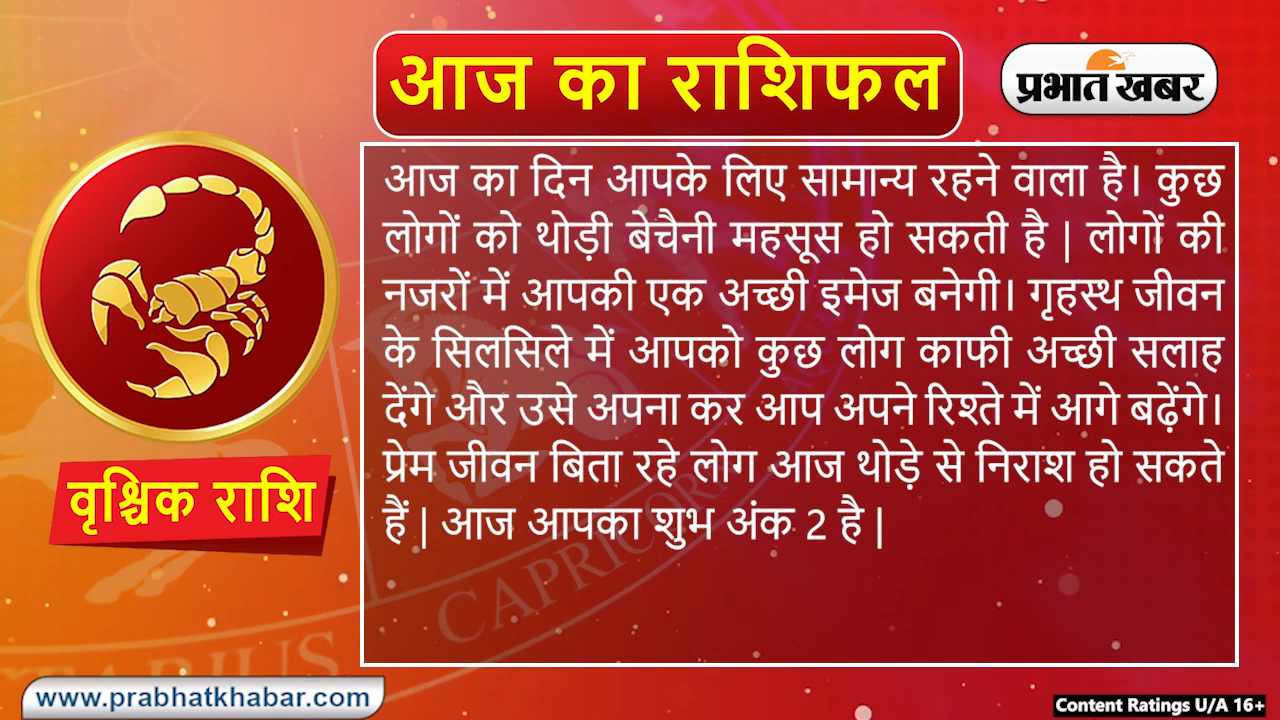 आज का राशिफल
प्रभात खबर
आज का दिन आपके लिए सामान्य रहने वाला है। कुछ
लोगों को थोड़ी बेचैनी महसूस हो सकती है | लोगों की
नजरों में आपकी एक अच्छी इमेज बनेगी। गृहस्थ जीवन
के सिलसिले में आपको कुछ लोग काफी अच्छी सलाह
देंगे और उसे अपना कर आप अपने रिश्ते में आगे बढ़ेंगे।
प्रेम जीवन बिता रहे लोग आज थोड़े से निराश हो सकते
हैं | आज आपका शुभ अंक 2 है |
वृश्चिक राशि
CAPRICORN
www.prabhatkhabar.com
Content Ratings U/A 16+